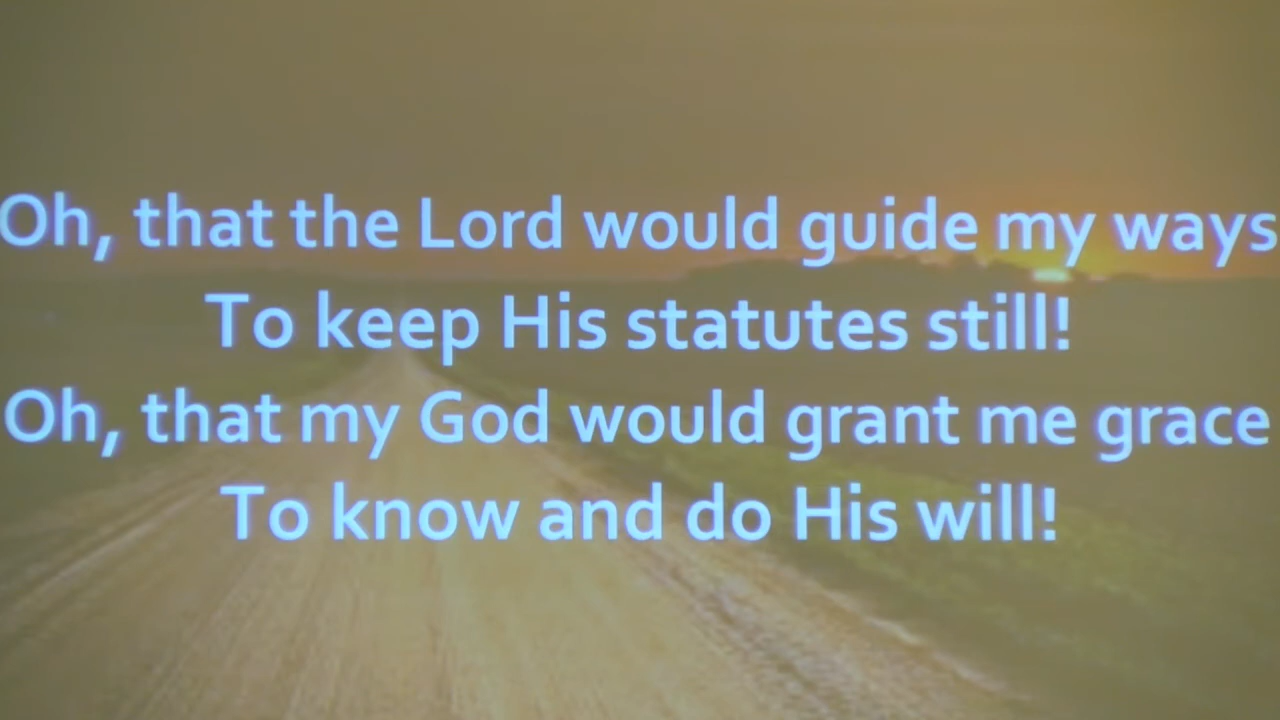 Oh, that the Lord would guide my ways
To keep His statutes still!
Oh, that my God would grant me grace
To know and do His will!